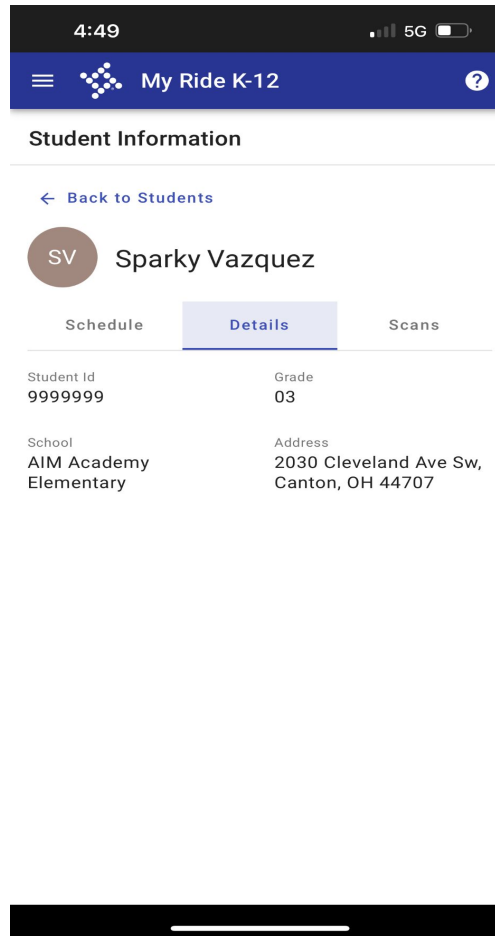 4:49 5G
My Ride K-12 ?
Student Information
← Back to Students
SV Sparky Vazquez
Schedule Details Scans
Student Id Grade
9999999 03
School Address
AIM Academy 2030 Cleveland Ave Sw,
Elementary Canton, OH 44707